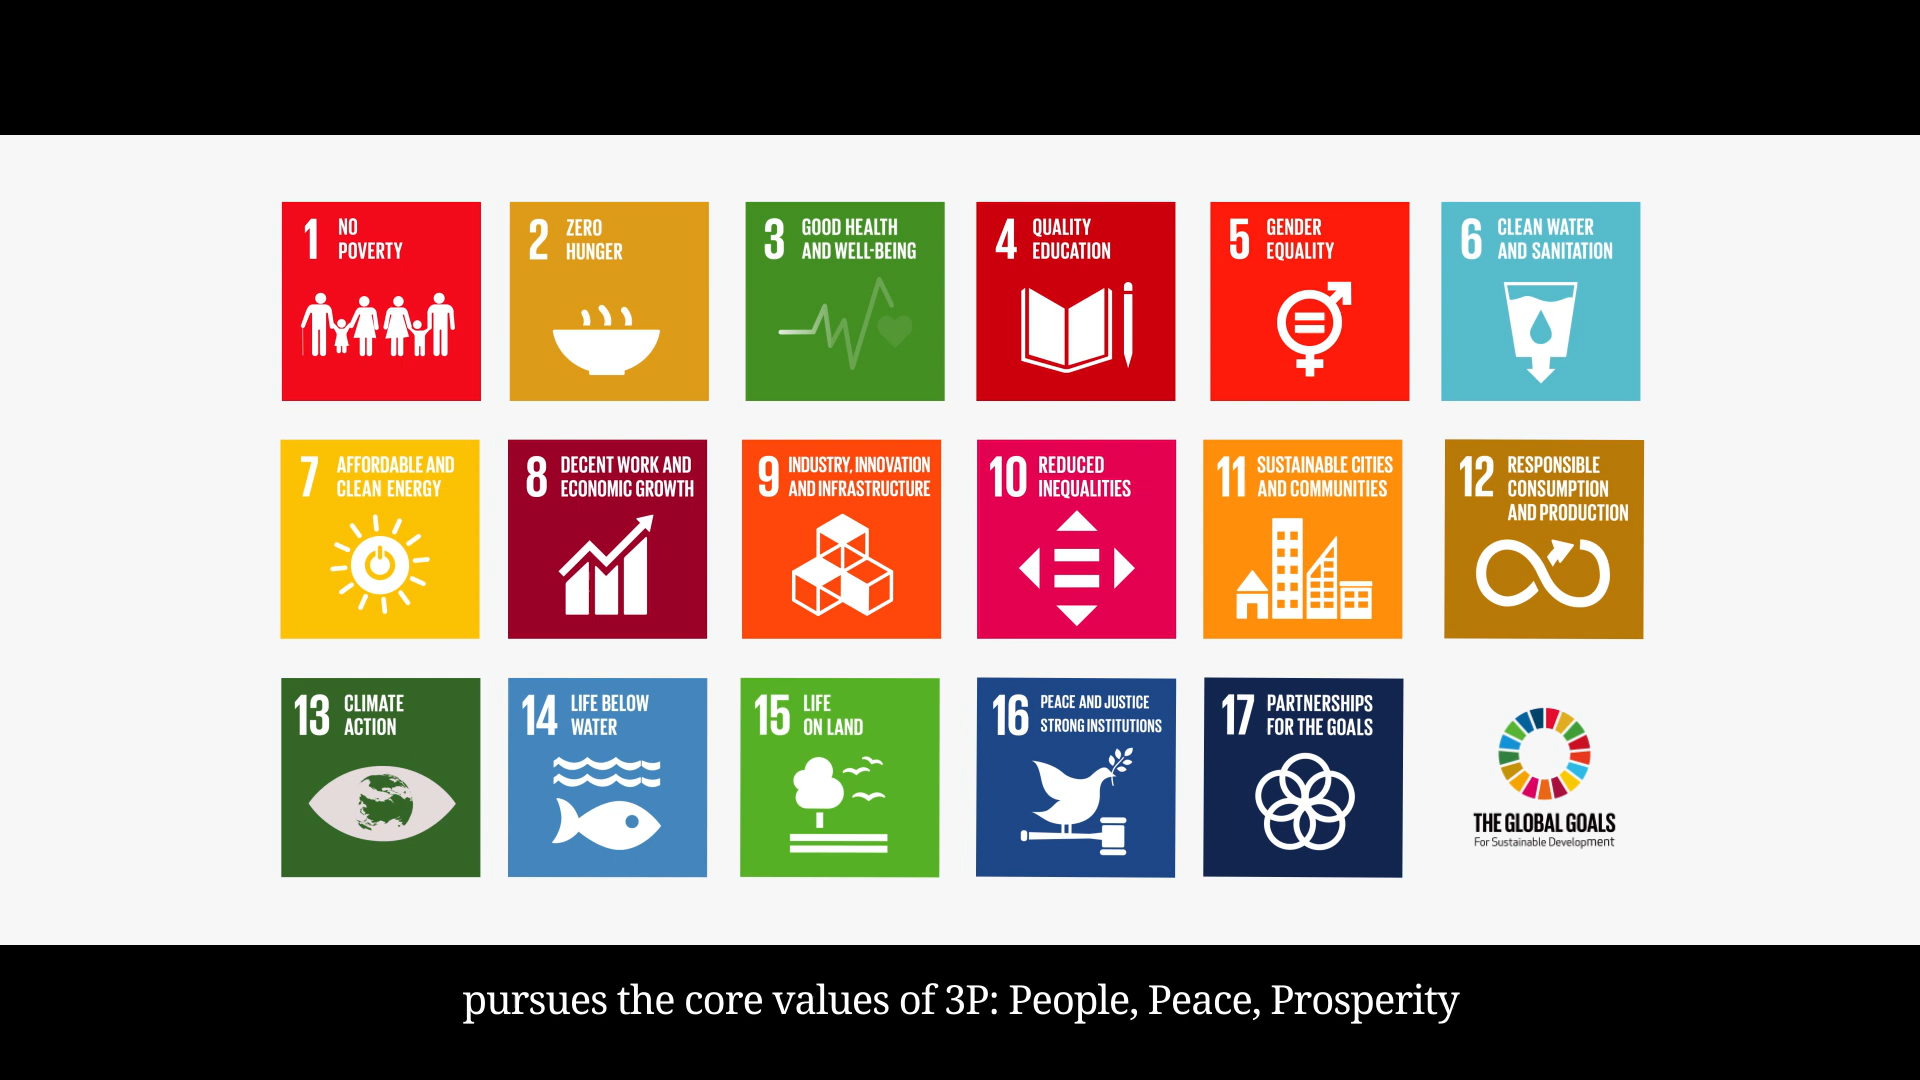 1 NO
POVERTY
2 ZERO
HUNGER
3 GOOD HEALTH
AND WELL-BEING
4 QUALITY
EDUCATION
5 GENDER
EQUALITY
6 CLEAN WATER
AND SANITATION
7 AFFORDABLE AND
CLEAN ENERGY
8 DECENT WORK AND
ECONOMIC GROWTH
9 INDUSTRY, INNOVATION
AND INFRASTRUCTURE
10 REDUCED
INEQUALITIES
11 SUSTAINABLE CITIES
AND COMMUNITIES
12 RESPONSIBLE
CONSUMPTION
AND PRODUCTION
13 CLIMATE
ACTION
14 LIFE BELOW
WATER
15 LIFE
ON LAND
16 PEACE AND JUSTICE
STRONG INSTITUTIONS
17 PARTNERSHIPS
FOR THE GOALS
THE GLOBAL GOALS
For Sustainable Development
pursues the core values of 3P: People, Peace, Prosperity